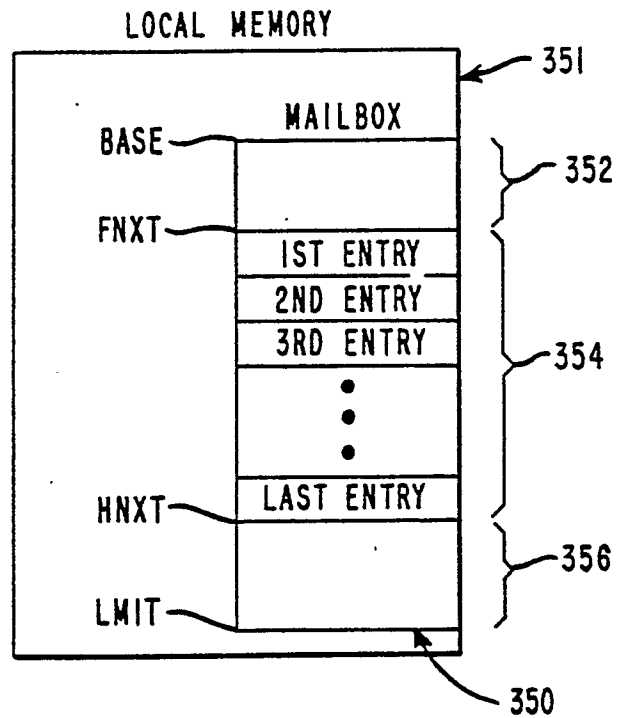 LOCAL MEMORY
351
MAILBOX
BASE
352
FNXT
1ST ENTRY
2ND ENTRY
3RD ENTRY
354
LAST ENTRY
HNXT
356
LMIT
350